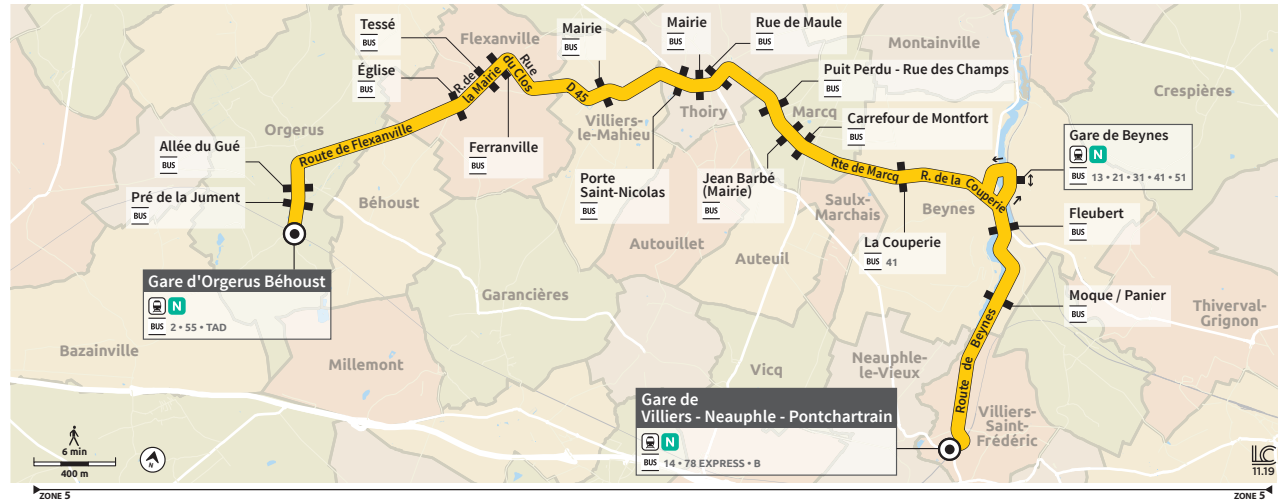 Tessé
BUS
Flexanville
Mairie
BUS
Mairie
BUS
Rue de Maule
BUS
Montainville
Église
BUS
R. de
la Mairie
Rue
du Clos
D 45
Puit Perdu - Rue des Champs
BUS
Crespières
Villiers-
le-Mahieu
Thoiry
Marcq
Carrefour de Montfort
BUS
Orgerus
Route de Flexanville
Allée du Gué
BUS
Ferranville
BUS
Gare de Beynes
N
BUS 13 • 21 • 31 • 41 • 51
Pré de la Jument
BUS
Béhoust
Porte
Saint-Nicolas
BUS
Jean Barbé
(Mairie)
BUS
Rte de Marcq
R. de la Couperie
Saulx-
Marchais
Beynes
Fleubert
BUS
Autouillet
Auteuil
La Couperie
BUS 41
Gare d'Orgerus Béhoust
N
BUS 2 • 55 • TAD
Garancières
Moque / Panier
BUS
Thiverval-
Grignon
Bazainville
Millemont
Vicq
Neauphle-
le-Vieux
Route de Beynes
Gare de
Villiers - Neauphle - Pontchartrain
N
BUS 14 • 78 EXPRESS • B
Villiers-
Saint-
Frédéric
6 min
400 m
N
LC
11.19
ZONE 5
ZONE 5